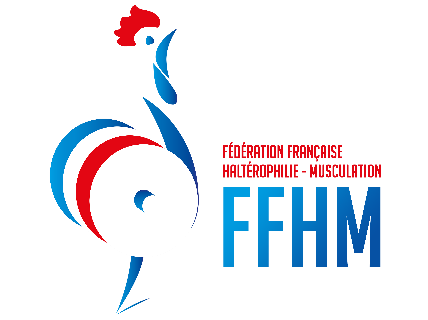 FÉDÉRATION FRANÇAISE
HALTÉROPHILIE - MUSCULATION
FFHM